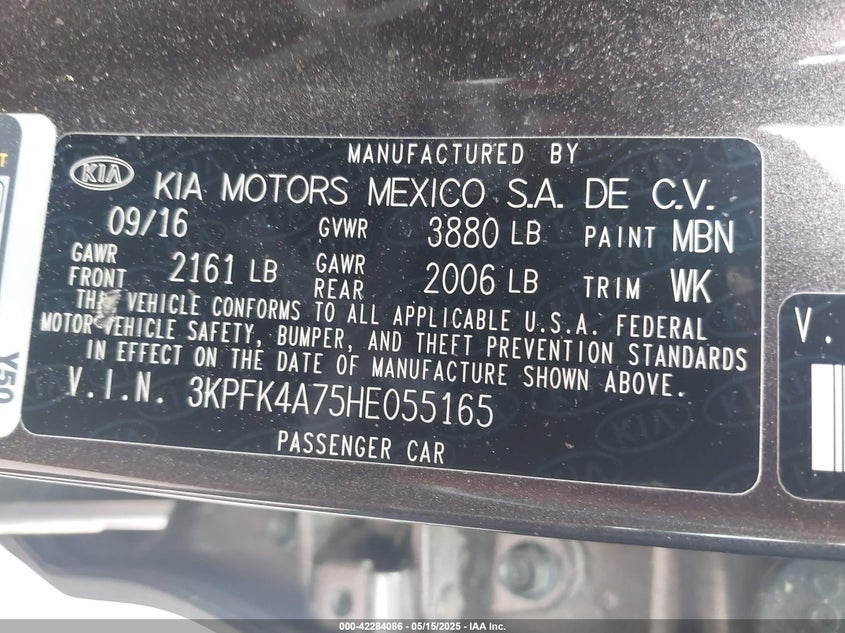 MANUFACTURED BY
KIA KIA MOTORS MEXICO S.A. DE C.V.
09/16 GVWR 3880 LB PAINT MBN
GAWR FRONT 2161 LB GAWR REAR 2006 LB TRIM WK
VEHICLE CONFORMS TO ALL APPLICABLE U.S.A. FEDERAL
MOTOR VEHICLE SAFETY, BUMPER, AND THEFT PREVENTION STANDARDS
IN EFFECT ON THE DATE OF MANUFACTURE SHOWN ABOVE.
V.I.N. 3KPFK4A75HE055165
PASSENGER CAR
Y50
V.
000-42284086 - 05/15/2025 - IAA Inc.